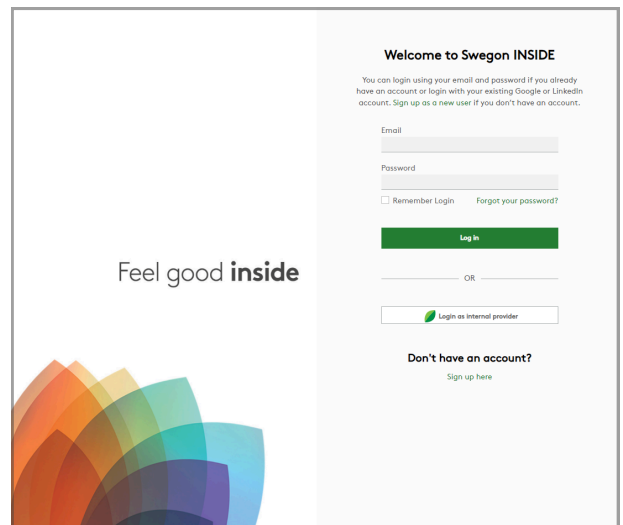 Welcome to Swegon INSIDE
You can login using your email and password if you already
have an account or login with your existing Google or LinkedIn
account. Sign up as a new user if you don't have an account.
Email
Password
Remember Login Forgot your password?
Log in
Feel good inside
OR
Login as internal provider
Don't have an account?
Sign up here